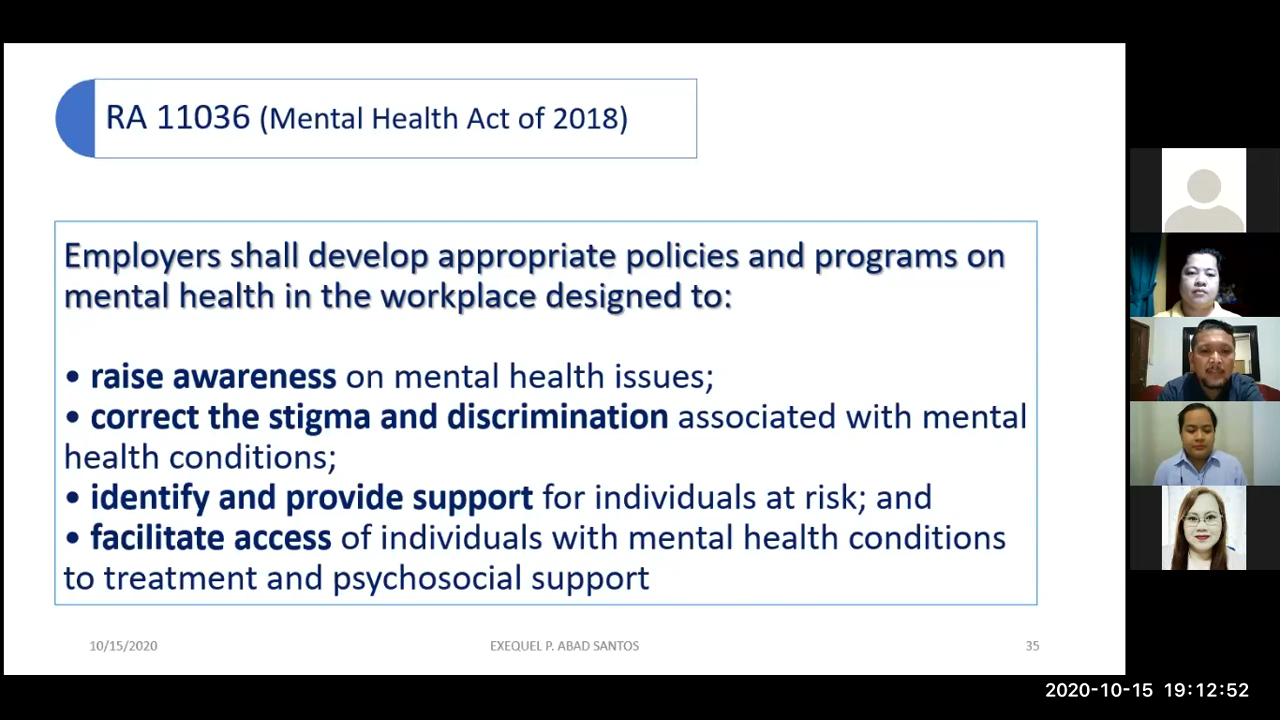 RA 11036 (Mental Health Act of 2018)
Employers shall develop appropriate policies and programs on
mental health in the workplace designed to:
• raise awareness on mental health issues;
• correct the stigma and discrimination associated with mental
health conditions;
• identify and provide support for individuals at risk; and
• facilitate access of individuals with mental health conditions
to treatment and psychosocial support
10/15/2020
EXEQUEL P. ABAD SANTOS
35
2020-10-15 19:12:52